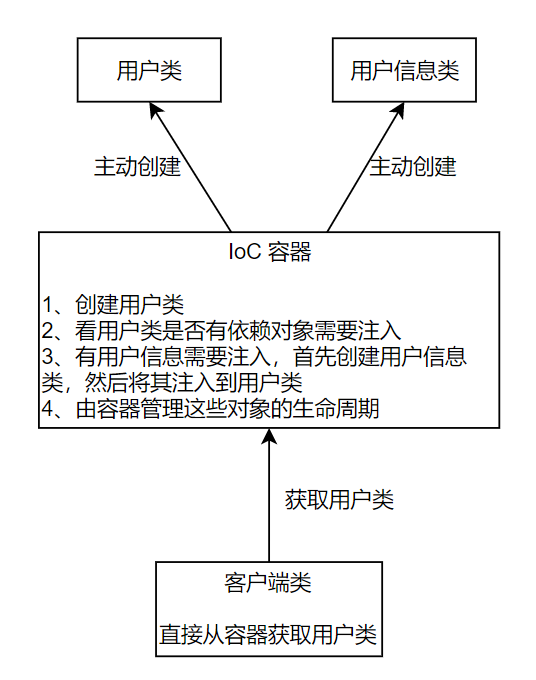 用户类
用户信息类
主动创建
主动创建
IoC 容器
1、创建用户类
2、看用户类是否有依赖对象需要注入
3、有用户信息需要注入，首先创建用户信息
类，然后将其注入到用户类
4、由容器管理这些对象的生命周期
获取用户类
客户端类
直接从容器获取用户类